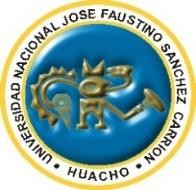 UNIVERSIDAD NACIONAL JOSE FAUSTINO SANCHEZ CARRION
• HUACHO •